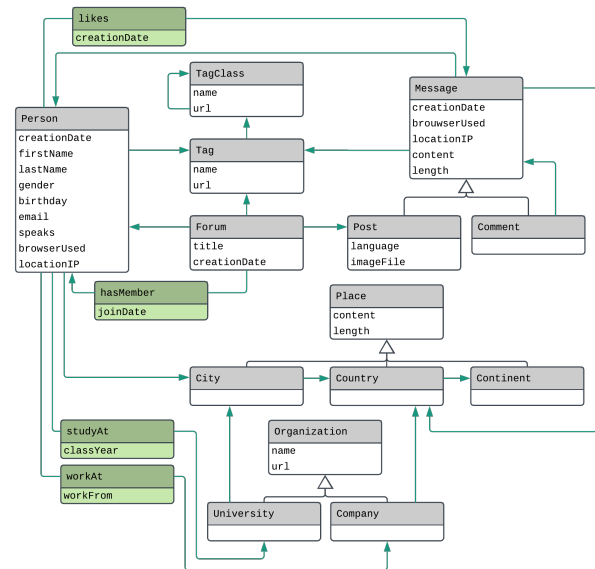 likes
creationDate
TagClass
name
url
Message
creationDate
brouwserUsed
locationIP
content
length
Person
creationDate
firstName
lastName
gender
birthday
email
speaks
browserUsed
locationIP
Tag
name
url
Forum
title
creationDate
Post
language
imageFile
Comment
hasMember
joinDate
Place
content
length
City
Country
Continent
studyAt
classYear
Organization
name
url
workAt
workFrom
University
Company